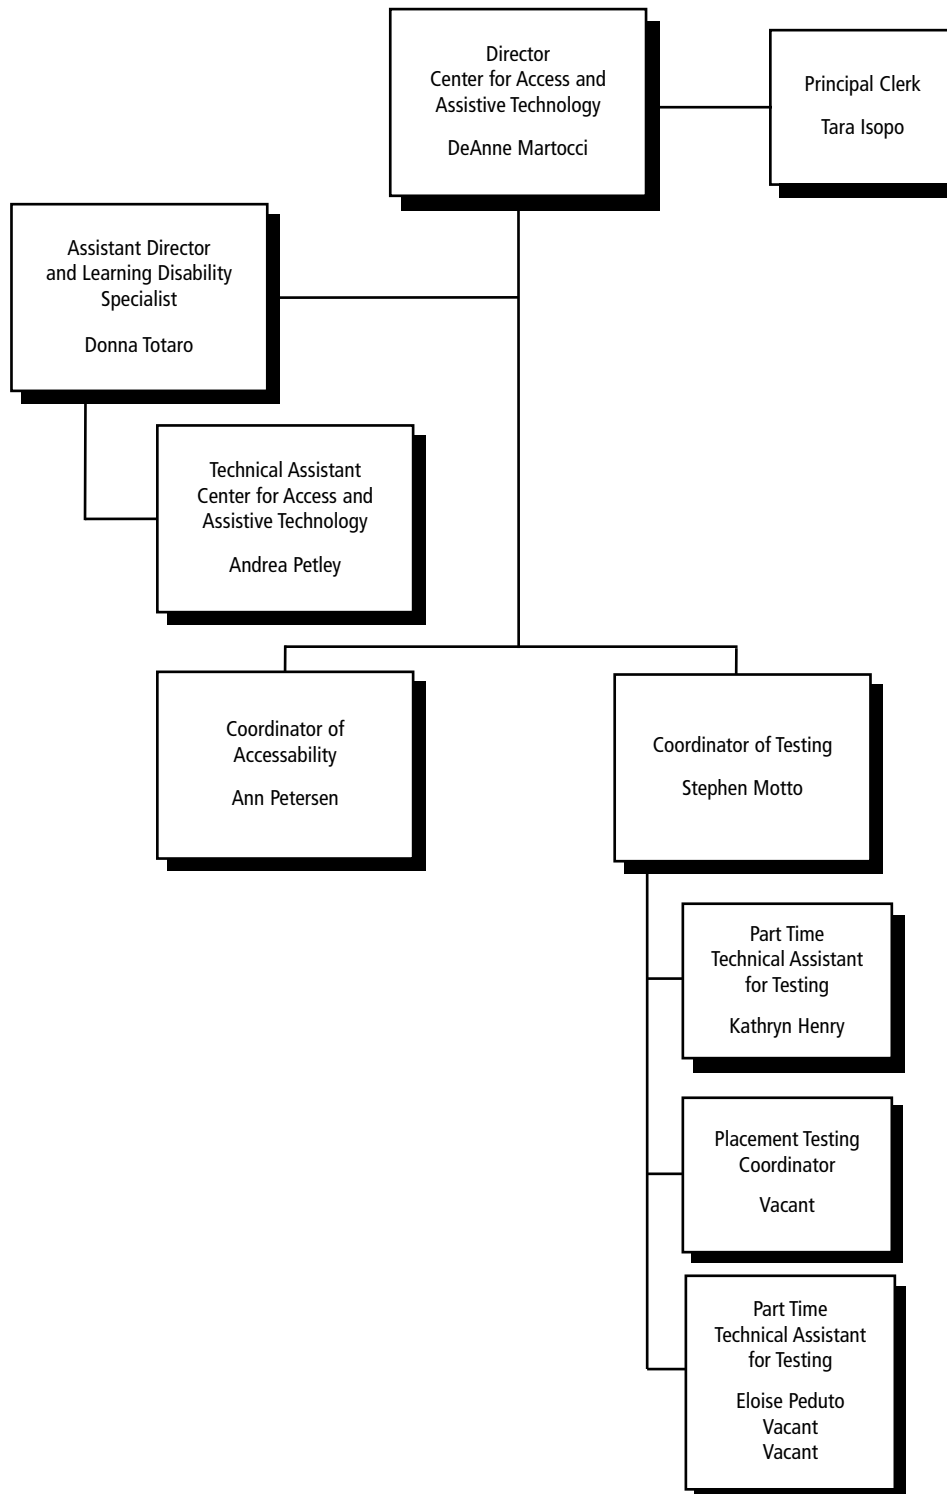 Director
Center for Access and
Assistive Technology
DeAnne Martocci
Principal Clerk
Tara Isopo
Assistant Director
and Learning Disability
Specialist
Donna Totaro
Technical Assistant
Center for Access and
Assistive Technology
Andrea Petley
Coordinator of
Accessability
Ann Petersen
Coordinator of Testing
Stephen Motto
Part Time
Technical Assistant
for Testing
Kathryn Henry
Placement Testing
Coordinator
Vacant
Part Time
Technical Assistant
for Testing
Eloise Peduto
Vacant
Vacant